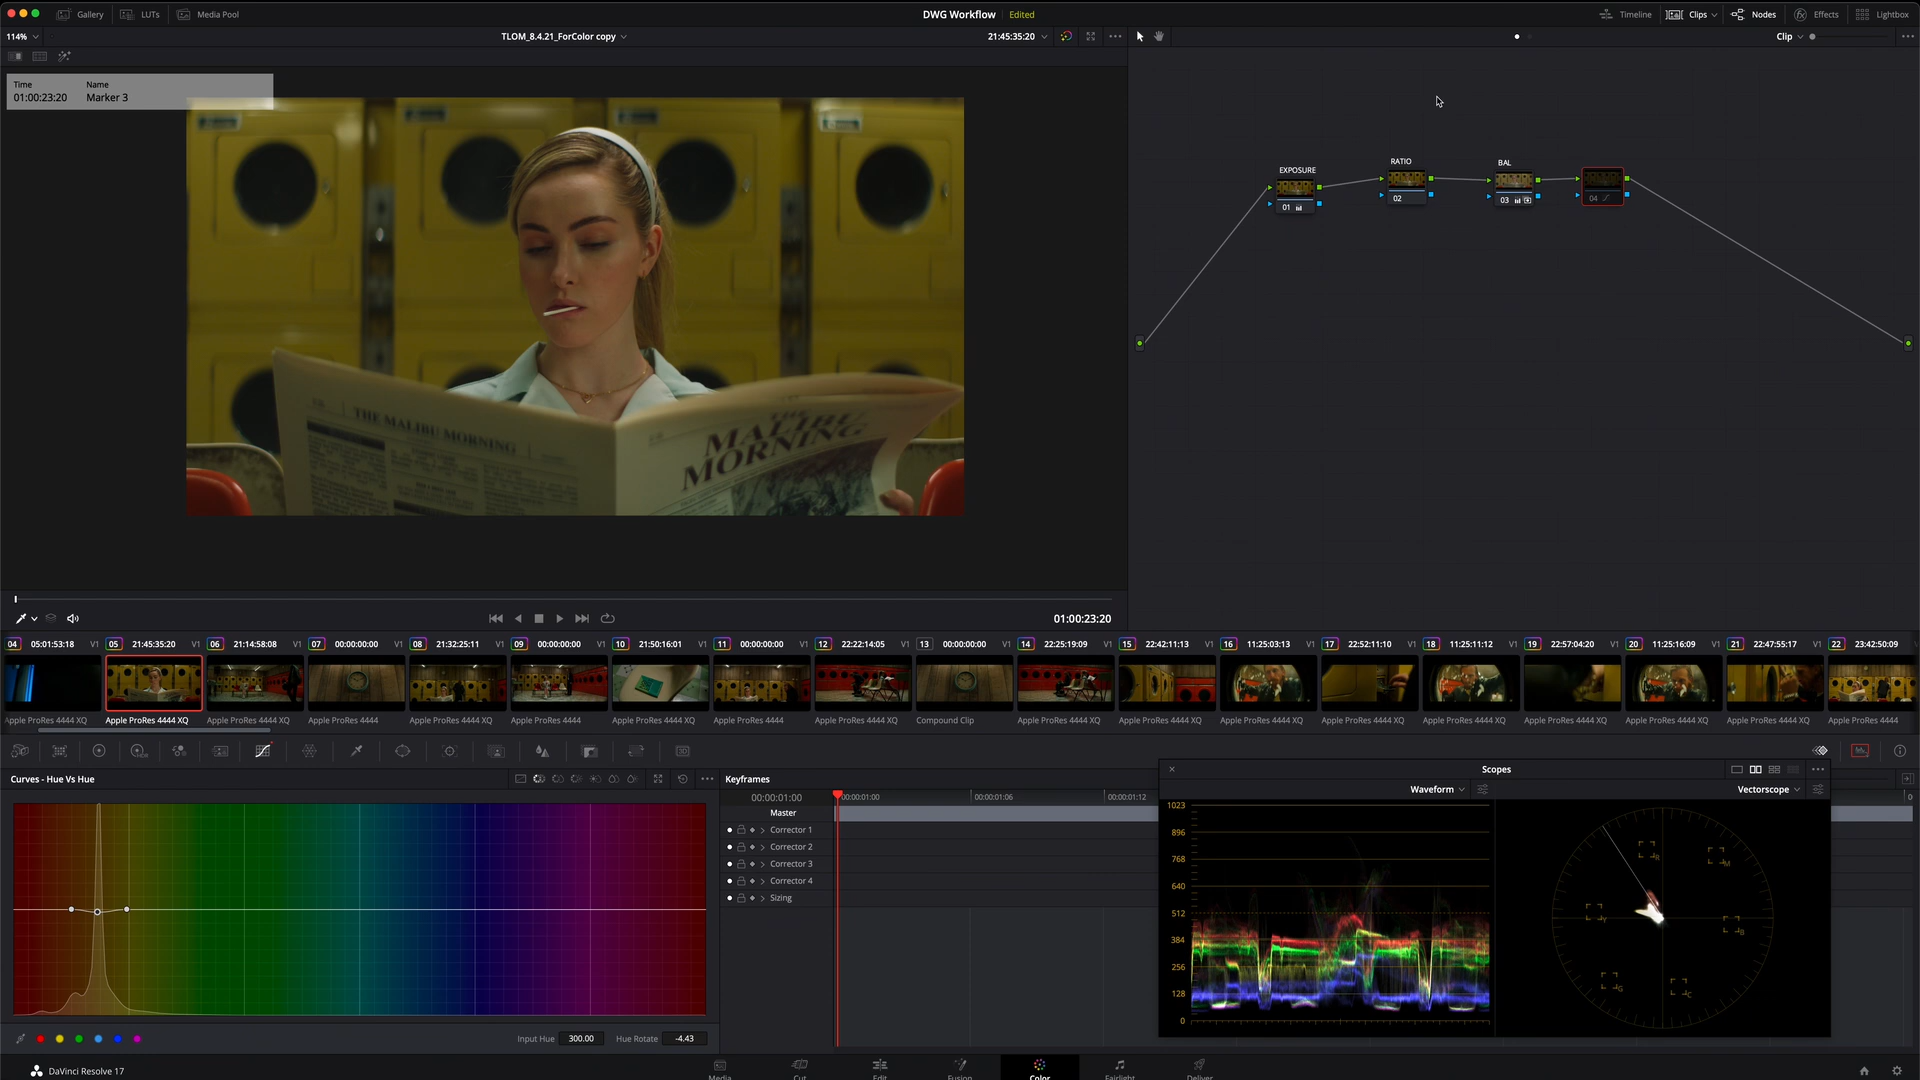 Gallery
LUTs
Media Pool
DWG Workflow
Edited
Timeline
Clips
Nodes
Effects
Lightbox
114%
TLOM_8.4.21_ForColor copy
21:45:35:20
Clip
Time Name
01:00:23:20 Marker 3
THE MALIBU MORNING
THE
MALIBU
MORNING
EXPOSURE
RATIO
BAL
01
02
03
04
01:00:23:20
04 05:01:53:18 V1
05 21:45:35:20 V1
06 21:14:58:08 V1
07 00:00:00:00 V1
08 21:32:25:11 V1
09 00:00:00:00 V1
10 21:50:16:01 V1
11 00:00:00:00 V1
12 22:22:14:05 V1
13 00:00:00:00 V1
14 22:25:19:09 V1
15 22:42:11:13 V1
16 11:25:03:13 V1
17 22:52:11:10 V1
18 11:25:11:12 V1
19 22:57:04:20 V1
20 11:25:16:09 V1
21 22:47:55:17 V1
22 23:42:50:09 V1
Apple ProRes 4444 XQ
Apple ProRes 4444 XQ
Apple ProRes 4444 XQ
Apple ProRes 4444
Apple ProRes 4444 XQ
Apple ProRes 4444
Apple ProRes 4444 XQ
Apple ProRes 4444
Apple ProRes 4444 XQ
Compound Clip
Apple ProRes 4444 XQ
Apple ProRes 4444 XQ
Apple ProRes 4444 XQ
Apple ProRes 4444 XQ
Apple ProRes 4444 XQ
Apple ProRes 4444 XQ
Apple ProRes 4444 XQ
Apple ProRes 4444 XQ
Apple ProRes 4444
Curves - Hue Vs Hue
Input Hue 300.00 Hue Rotate -4.43
Keyframes
00:00:01:00
00:00:01:00
00:00:01:06
00:00:01:12
Master
Corrector 1
Corrector 2
Corrector 3
Corrector 4
Sizing
Scopes
Waveform
Vectorscope
1023
896
768
640
512
384
256
128
0
R
M
Y
B
G
C
DaVinci Resolve 17
Media
Cut
Edit
Fusion
Color
Fairlight
Deliver